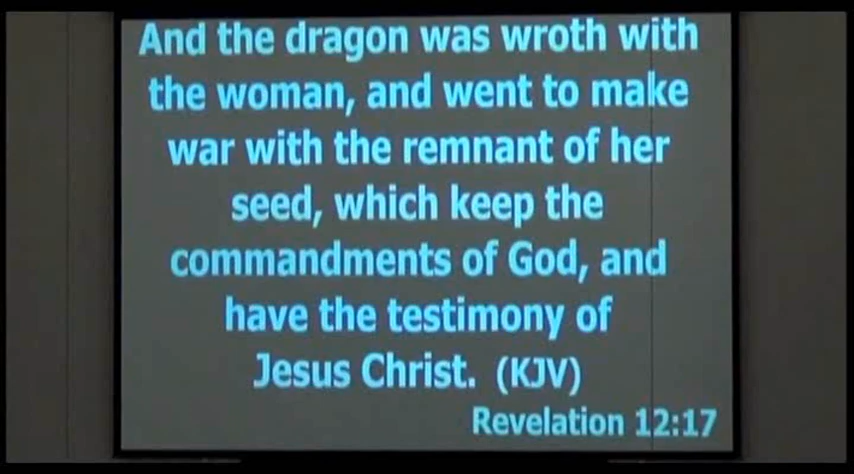 And the dragon was wroth with
the woman, and went to make
war with the remnant of her
seed, which keep the
commandments of God, and
have the testimony of
Jesus Christ. (KJV)
Revelation 12:17